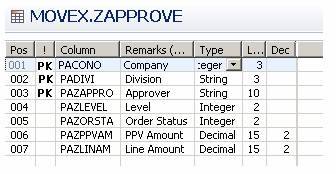 MOVEX.ZAPPROVE
Pos ! Column Remarks (... Type L... Dec
001 PK PACONO Company :eger 3
002 PK PADIVI Division String 3
003 PK PAZAPPRO Approver String 10
004 PAZLEVEL Level Integer 2
005 PAZORSTA Order Status Integer 2
006 PAZPPVAM PPV Amount Decimal 15 2
007 PAZLINAM Line Amount Decimal 15 2